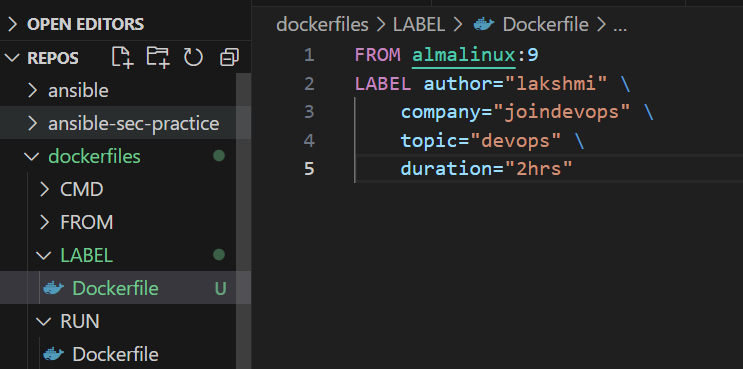 OPEN EDITORS
REPOS
ansible
ansible-sec-practice
dockerfiles
CMD
FROM
LABEL
Dockerfile U
RUN
Dockerfile
dockerfiles > LABEL > Dockerfile > ...
1 FROM almalinux:9
2 LABEL author="lakshmi" \
3 company="joindevops" \
4 topic="devops" \
5 duration="2hrs"